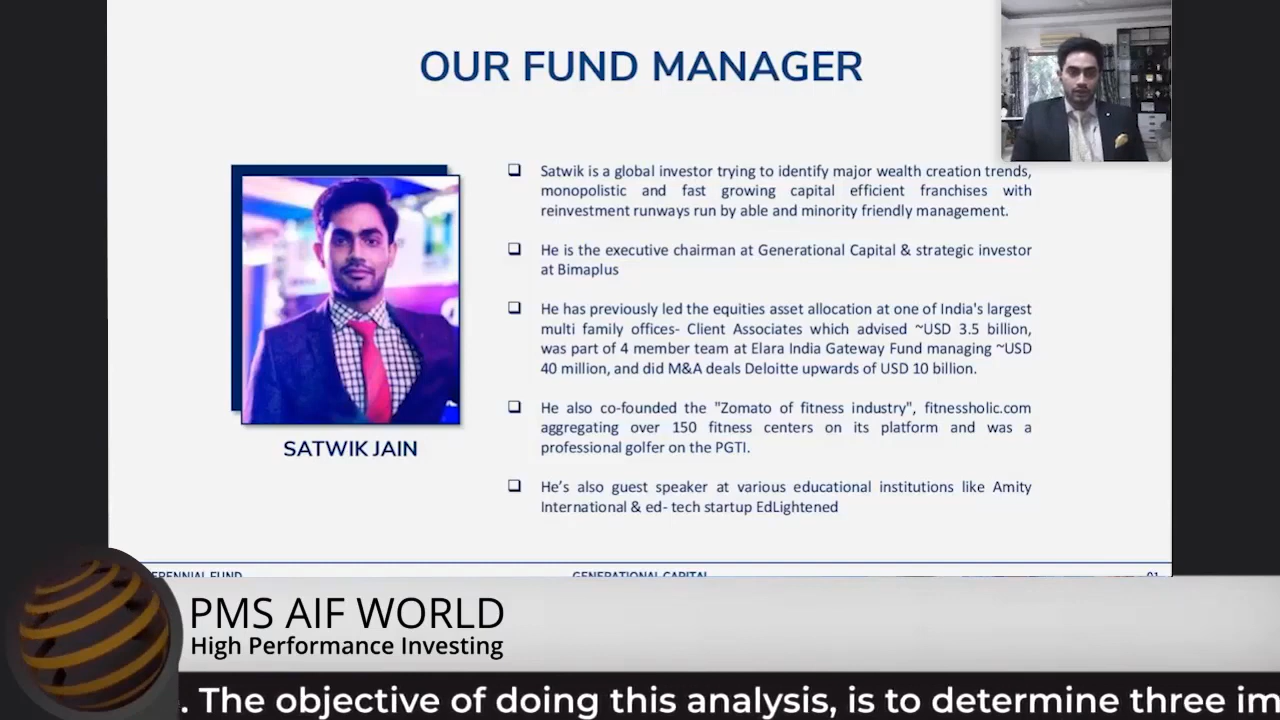 OUR FUND MANAGER
Satwik is a global investor trying to identify major wealth creation trends,
monopolistic and fast growing capital efficient franchises with
reinvestment runways run by able and minority friendly management.
He is the executive chairman at Generational Capital & strategic investor
at Bimaplus
He has previously led the equities asset allocation at one of India's largest
multi family offices- Client Associates which advised ~USD 3.5 billion,
was part of 4 member team at Elara India Gateway Fund managing ~USD
40 million, and did M&A deals Deloitte upwards of USD 10 billion.
He also co-founded the "Zomato of fitness industry", fitnessholic.com
aggregating over 150 fitness centers on its platform and was a
professional golfer on the PGTI.
He's also guest speaker at various educational institutions like Amity
International & ed- tech startup EdLightened
SATWIK JAIN
ERENNIAL FUND
GENERATIONAL CAPITAL
01
PMS AIF WORLD
High Performance Investing
. The objective of doing this analysis, is to determine three im